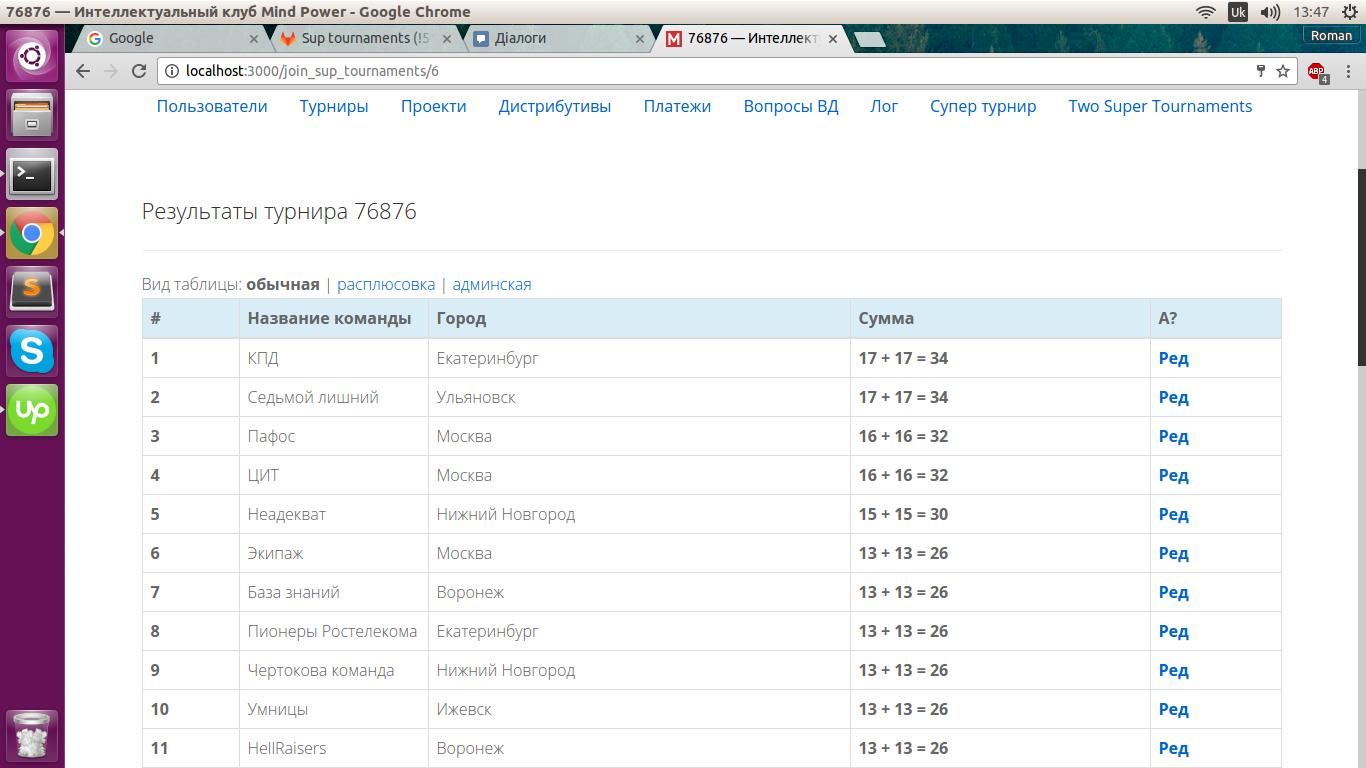 76876 — Интеллектуальный клуб Mind Power - Google Chrome
Uk
13:47
Google
Sup tournaments (!5
Діалоги
76876 — Интеллект
Roman
localhost:3000/join_sup_tournaments/6
ABP
4
Пользователи Турниры Проекти Дистрибутивы Платежи Вопросы ВД Лог Супер турнир Two Super Tournaments
Результаты турнира 76876
Вид таблицы: обычная | расплюсовка | админская
# Название команды Город Сумма А?
1 КПД Екатеринбург 17 + 17 = 34 Ред
2 Седьмой лишний Ульяновск 17 + 17 = 34 Ред
3 Пафос Москва 16 + 16 = 32 Ред
4 ЦИТ Москва 16 + 16 = 32 Ред
5 Неадекват Нижний Новгород 15 + 15 = 30 Ред
6 Экипаж Москва 13 + 13 = 26 Ред
7 База знаний Воронеж 13 + 13 = 26 Ред
8 Пионеры Ростелекома Екатеринбург 13 + 13 = 26 Ред
9 Чертокова команда Нижний Новгород 13 + 13 = 26 Ред
10 Умницы Ижевск 13 + 13 = 26 Ред
11 HellRaisers Воронеж 13 + 13 = 26 Ред